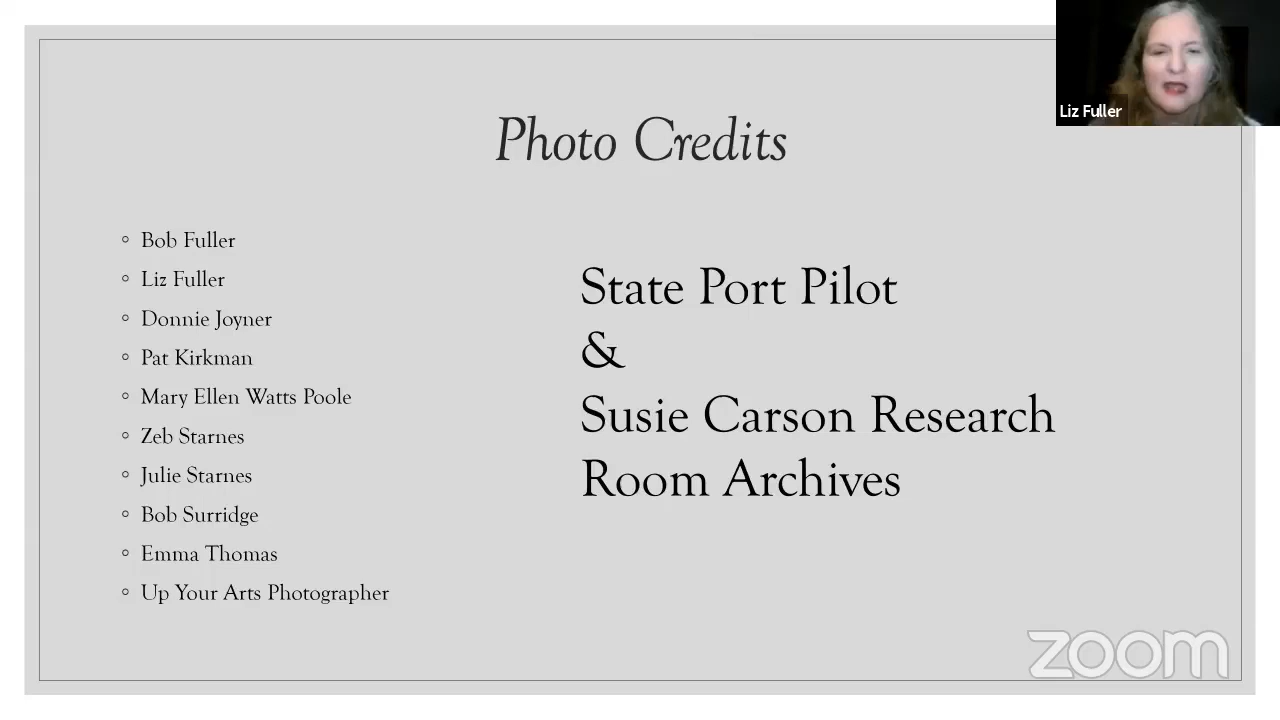 Liz Fuller
Photo Credits
◦ Bob Fuller
◦ Liz Fuller
◦ Donnie Joyner
◦ Pat Kirkman
◦ Mary Ellen Watts Poole
◦ Zeb Starnes
◦ Julie Starnes
◦ Bob Surridge
◦ Emma Thomas
◦ Up Your Arts Photographer
State Port Pilot
&
Susie Carson Research
Room Archives
zoom